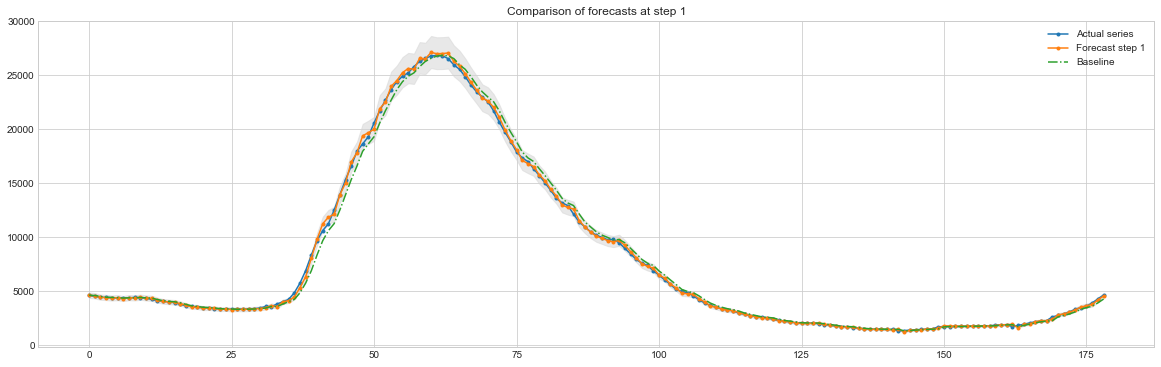 Comparison of forecasts at step 1
30000
25000
20000
15000
10000
5000
0
Actual series
Forecast step 1
Baseline
0 25 50 75 100 125 150 175